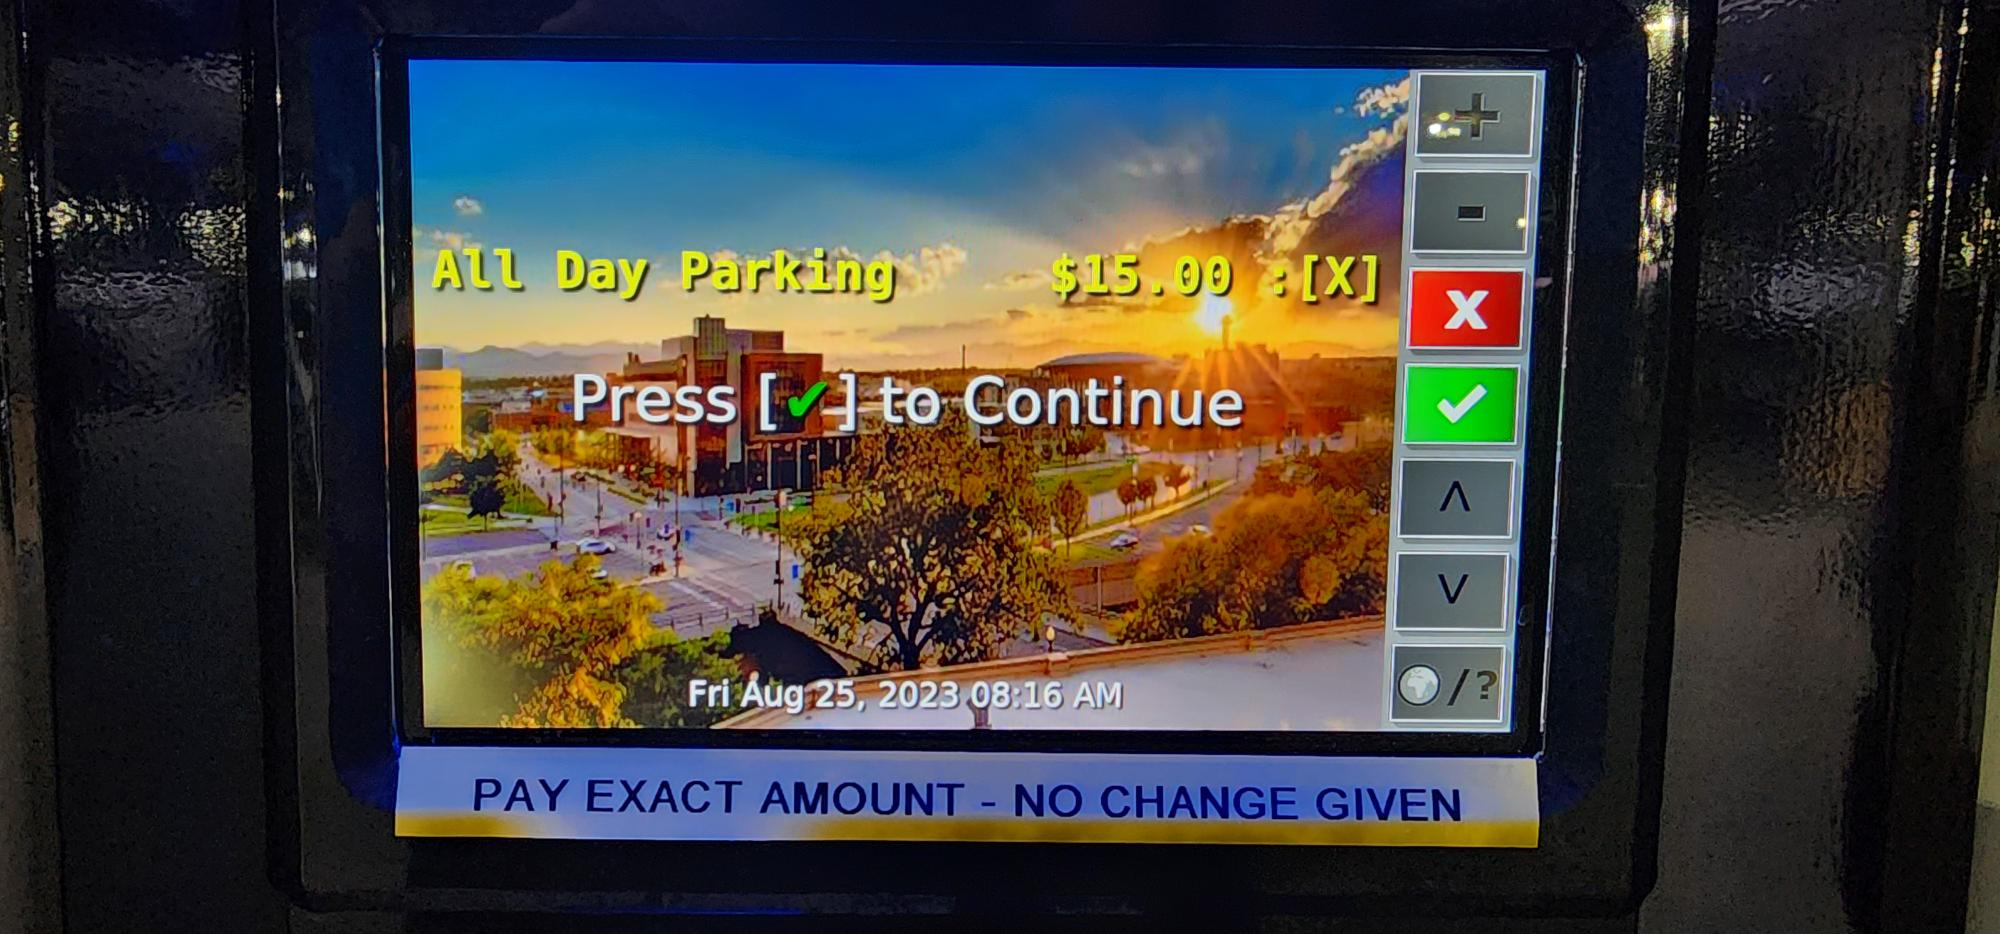 All Day Parking $15.00 :[X]
Press [✔] to Continue
Fri Aug 25, 2023 08:16 AM
+
-
X
✔
Λ
V
/?
PAY EXACT AMOUNT - NO CHANGE GIVEN